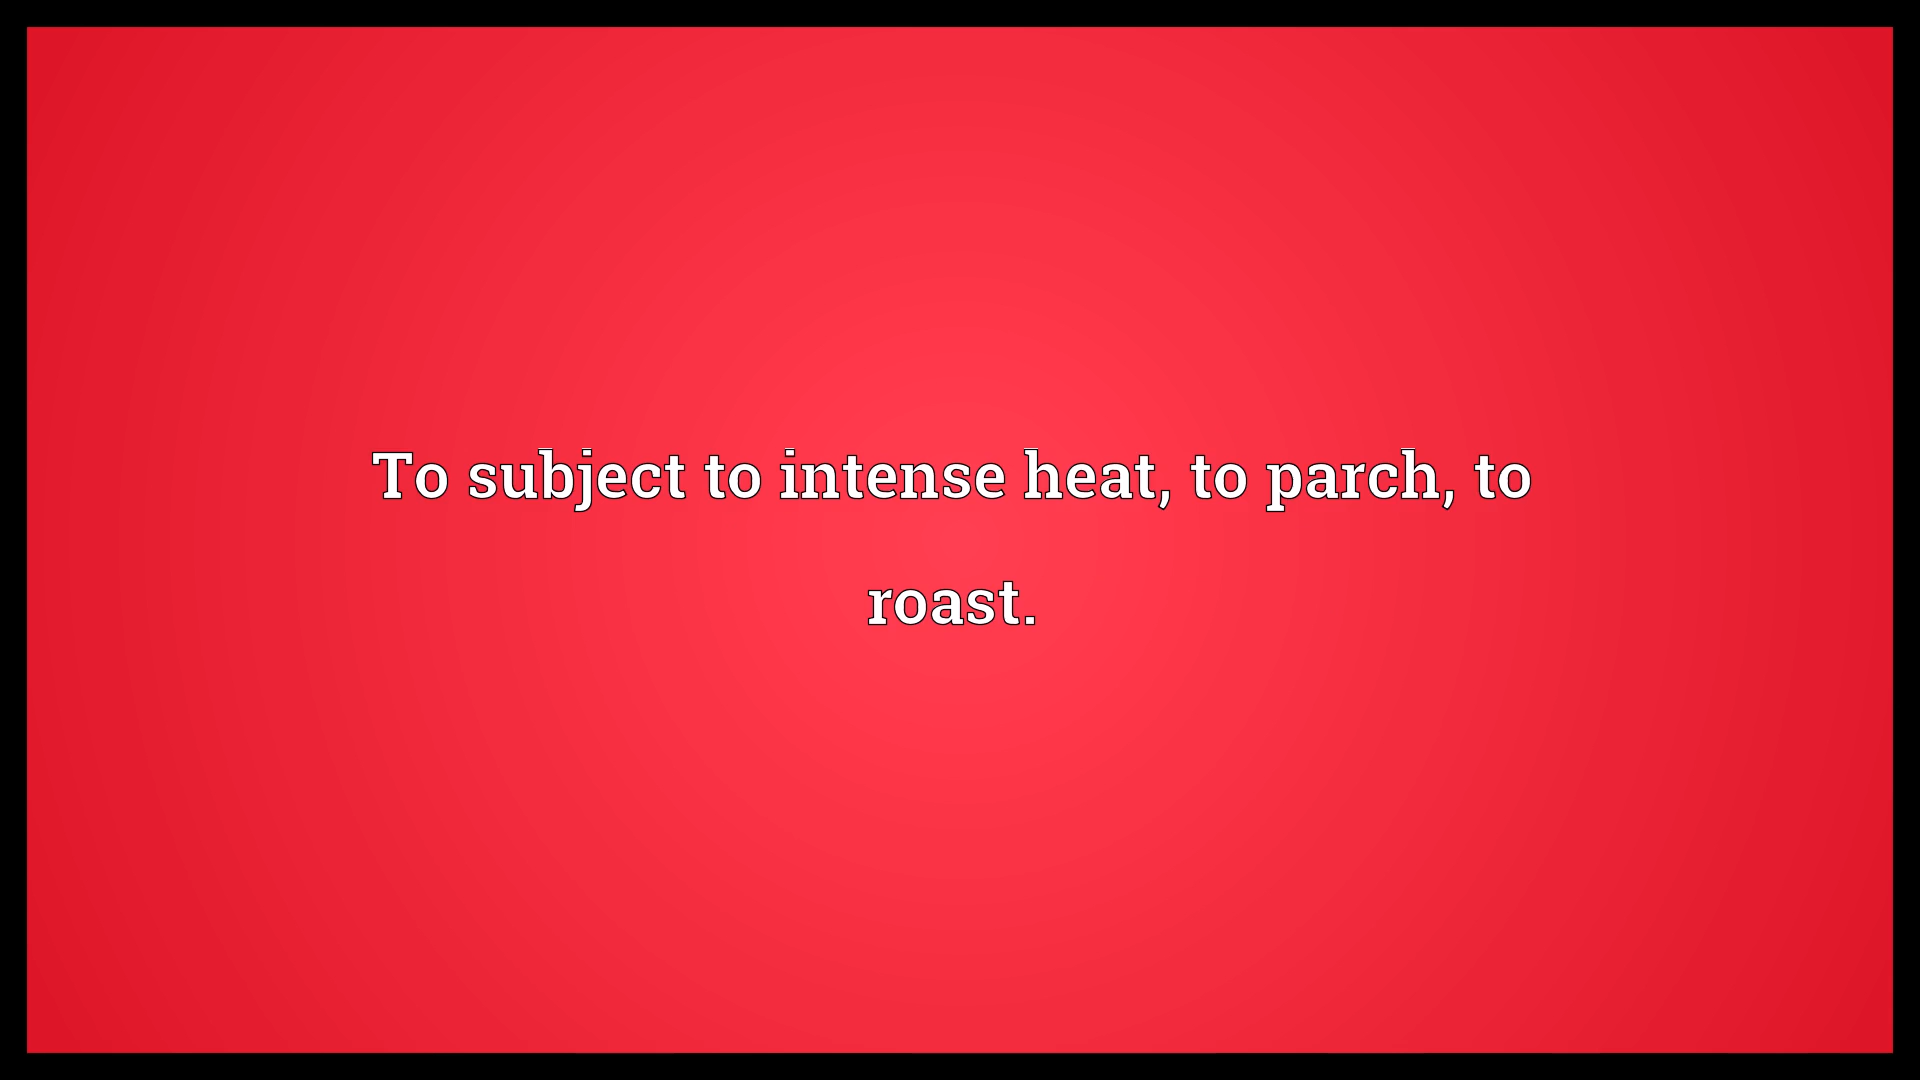 To subject to intense heat, to parch, to
roast.